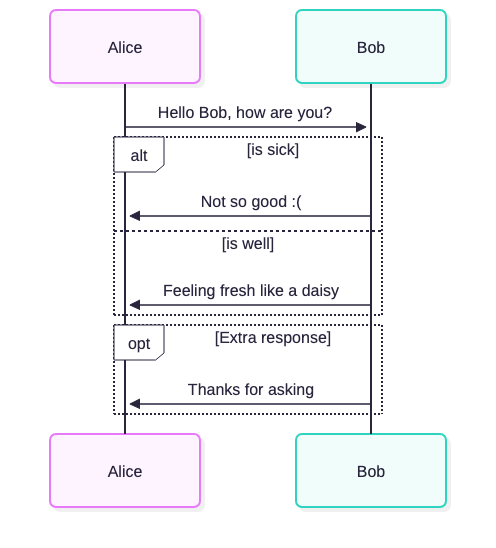 Alice
Bob
Hello Bob, how are you?
alt
[is sick]
Not so good :(
[is well]
Feeling fresh like a daisy
opt
[Extra response]
Thanks for asking
Alice
Bob